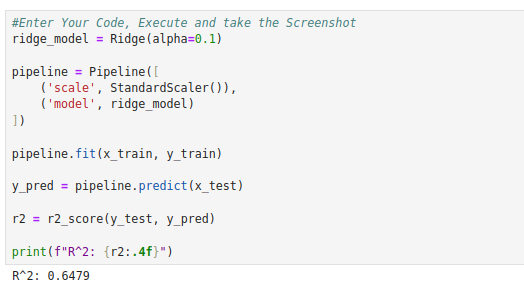 #Enter Your Code, Execute and take the Screenshot
ridge_model = Ridge(alpha=0.1)
pipeline = Pipeline([
    ('scale', StandardScaler()),
    ('model', ridge_model)
])
pipeline.fit(x_train, y_train)
y_pred = pipeline.predict(x_test)
r2 = r2_score(y_test, y_pred)
print(f"R^2: {r2:.4f}")
R^2: 0.6479